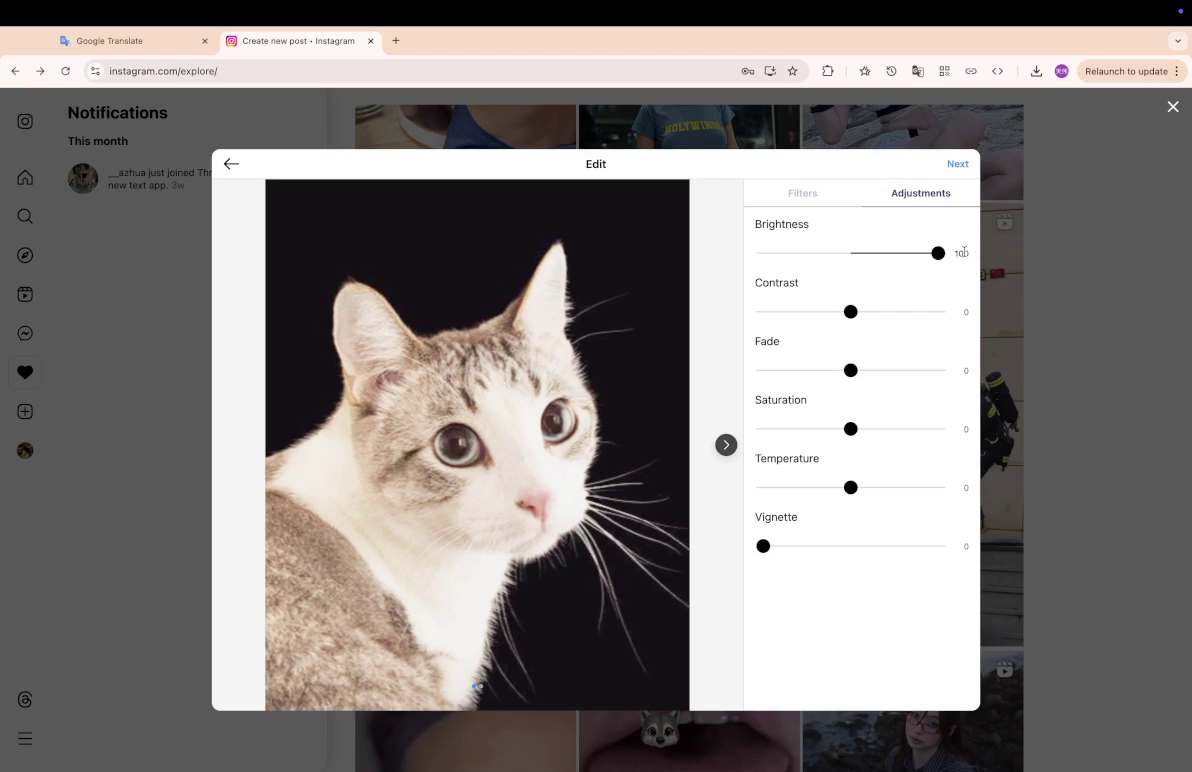 Google Translate
Create new post • Instagram
instagram.com/explore/
Relaunch to update
Notifications
This month
__azhua just joined Thr
new text app. 3w
HOLYWINN
Edit
Next
Filters
Adjustments
Brightness
100
Contrast
0
Fade
0
Saturation
0
Temperature
0
Vignette
0